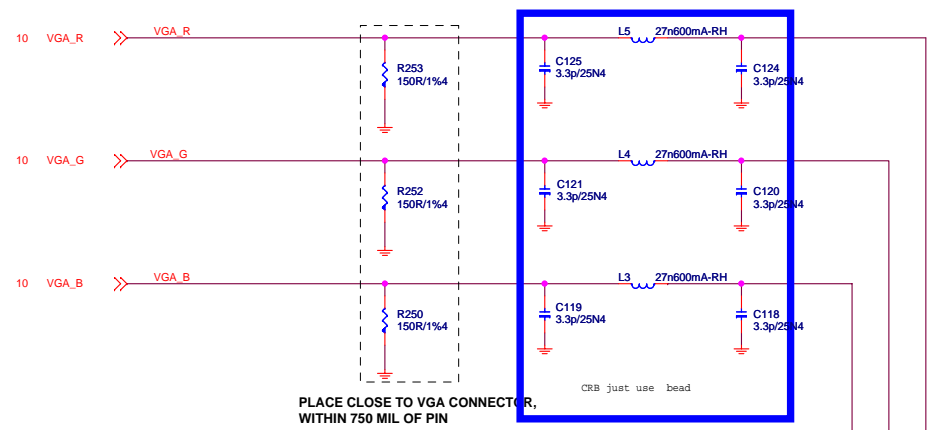 10 VGA_R VGA_R L5 27n600mA-RH
R253 C125 C124
150R/1%4 3.3p/25N4 3.3p/25N4
10 VGA_G VGA_G L4 27n600mA-RH
R252 C121 C120
150R/1%4 3.3p/25N4 3.3p/25N4
10 VGA_B VGA_B L3 27n600mA-RH
R250 C119 C118
150R/1%4 3.3p/25N4 3.3p/25N4
CRB just use bead
PLACE CLOSE TO VGA CONNECTOR,
WITHIN 750 MIL OF PIN